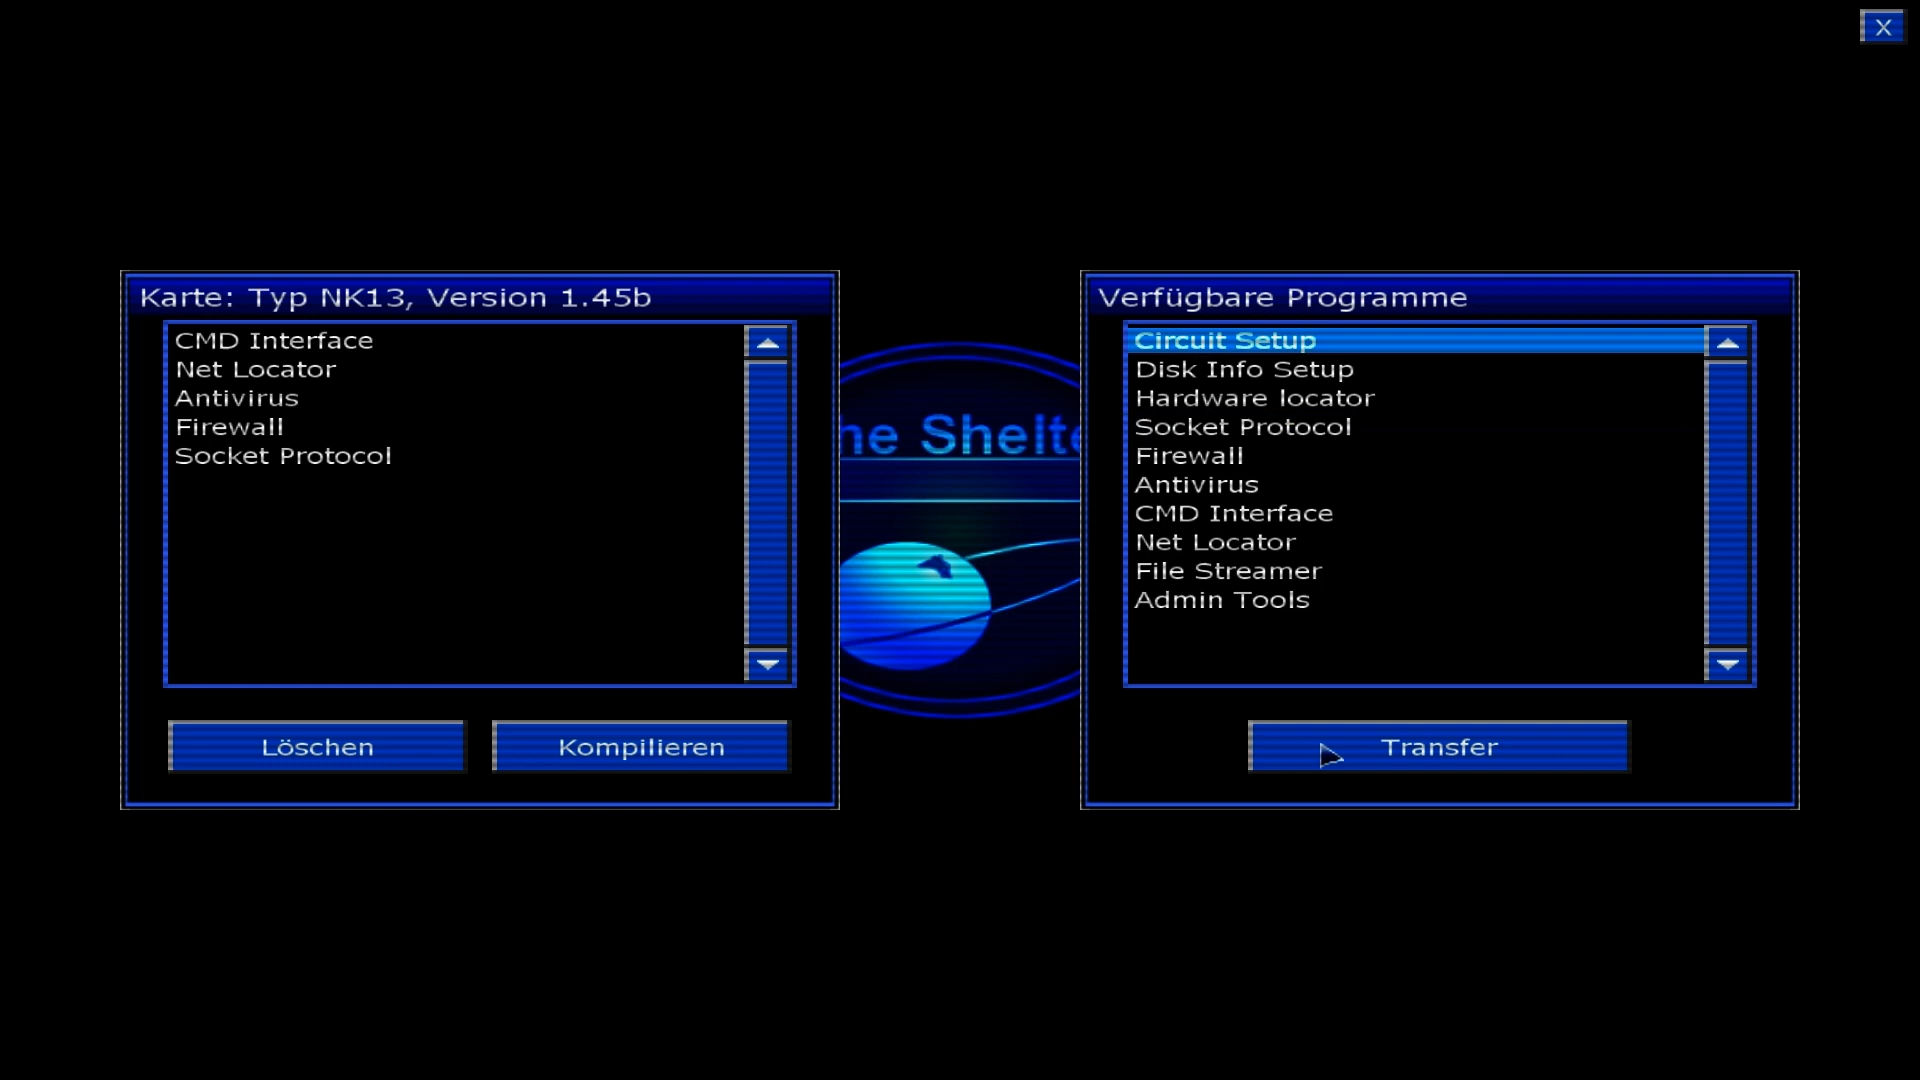 X
Karte: Typ NK13, Version 1.45b
CMD Interface
Net Locator
Antivirus
Firewall
Socket Protocol
Löschen
Kompilieren
he Shelte
Verfügbare Programme
Circuit Setup
Disk Info Setup
Hardware locator
Socket Protocol
Firewall
Antivirus
CMD Interface
Net Locator
File Streamer
Admin Tools
Transfer